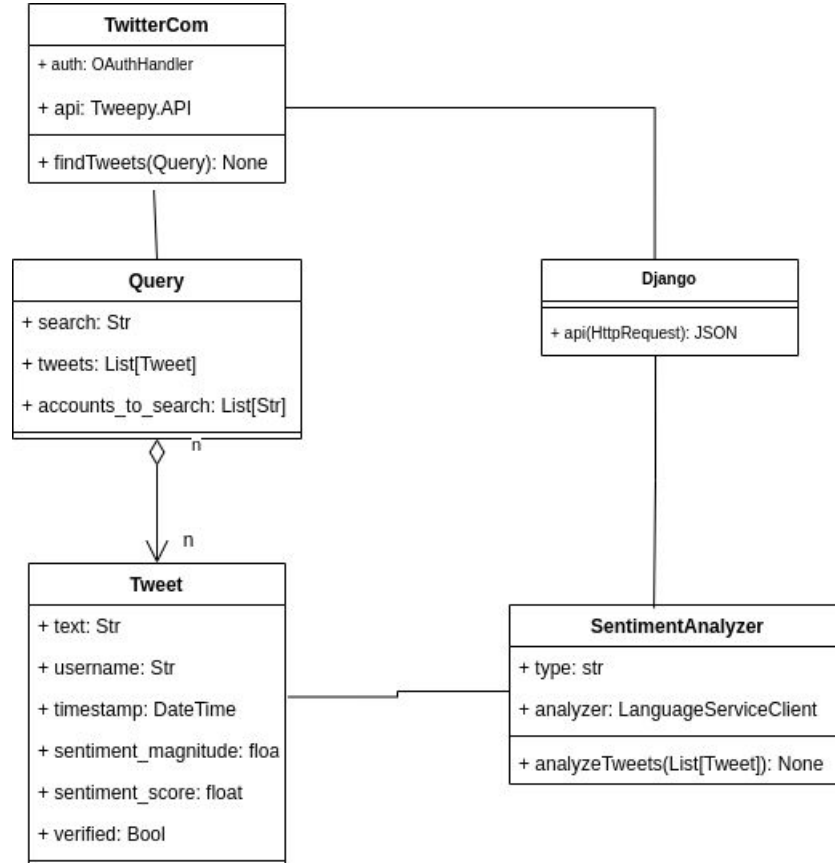 TwitterCom
+ auth: OAuthHandler
+ api: Tweepy.API
+ findTweets(Query): None
Query
+ search: Str
+ tweets: List[Tweet]
+ accounts_to_search: List[Str]
n
n
Django
+ api(HttpRequest): JSON
Tweet
+ text: Str
+ username: Str
+ timestamp: DateTime
+ sentiment_magnitude: floa
+ sentiment_score: float
+ verified: Bool
SentimentAnalyzer
+ type: str
+ analyzer: LanguageServiceClient
+ analyzeTweets(List[Tweet]): None